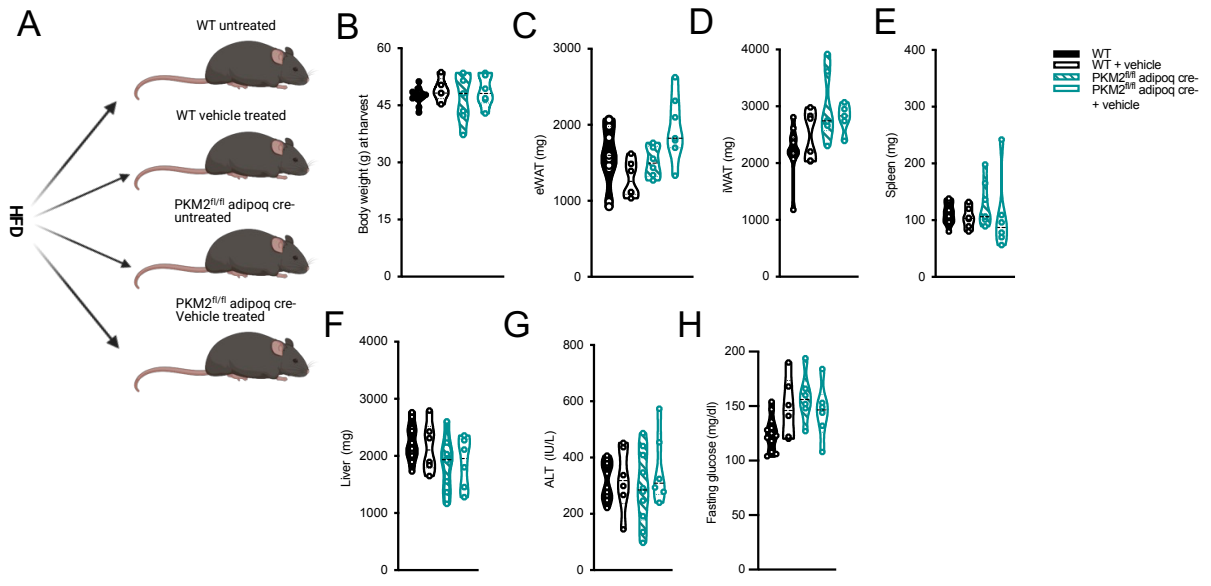 A
WT untreated
WT vehicle treated
PKM2fl/fl adipoq cre-
untreated
PKM2fl/fl adipoq cre-
Vehicle treated
HFD
B
Body weight (g) at harvest
60
45
30
15
0
C
eWAT (mg)
3000
2000
1000
0
D
iWAT (mg)
4000
3000
2000
1000
0
E
Spleen (mg)
400
300
200
100
0
WT
WT + vehicle
PKM2fl/fl adipoq cre-
PKM2fl/fl adipoq cre-
+ vehicle
F
Liver (mg)
4000
3000
2000
1000
0
G
ALT (IU/L)
800
600
400
200
0
H
Fasting glucose (mg/dl)
200
150
100
50
0